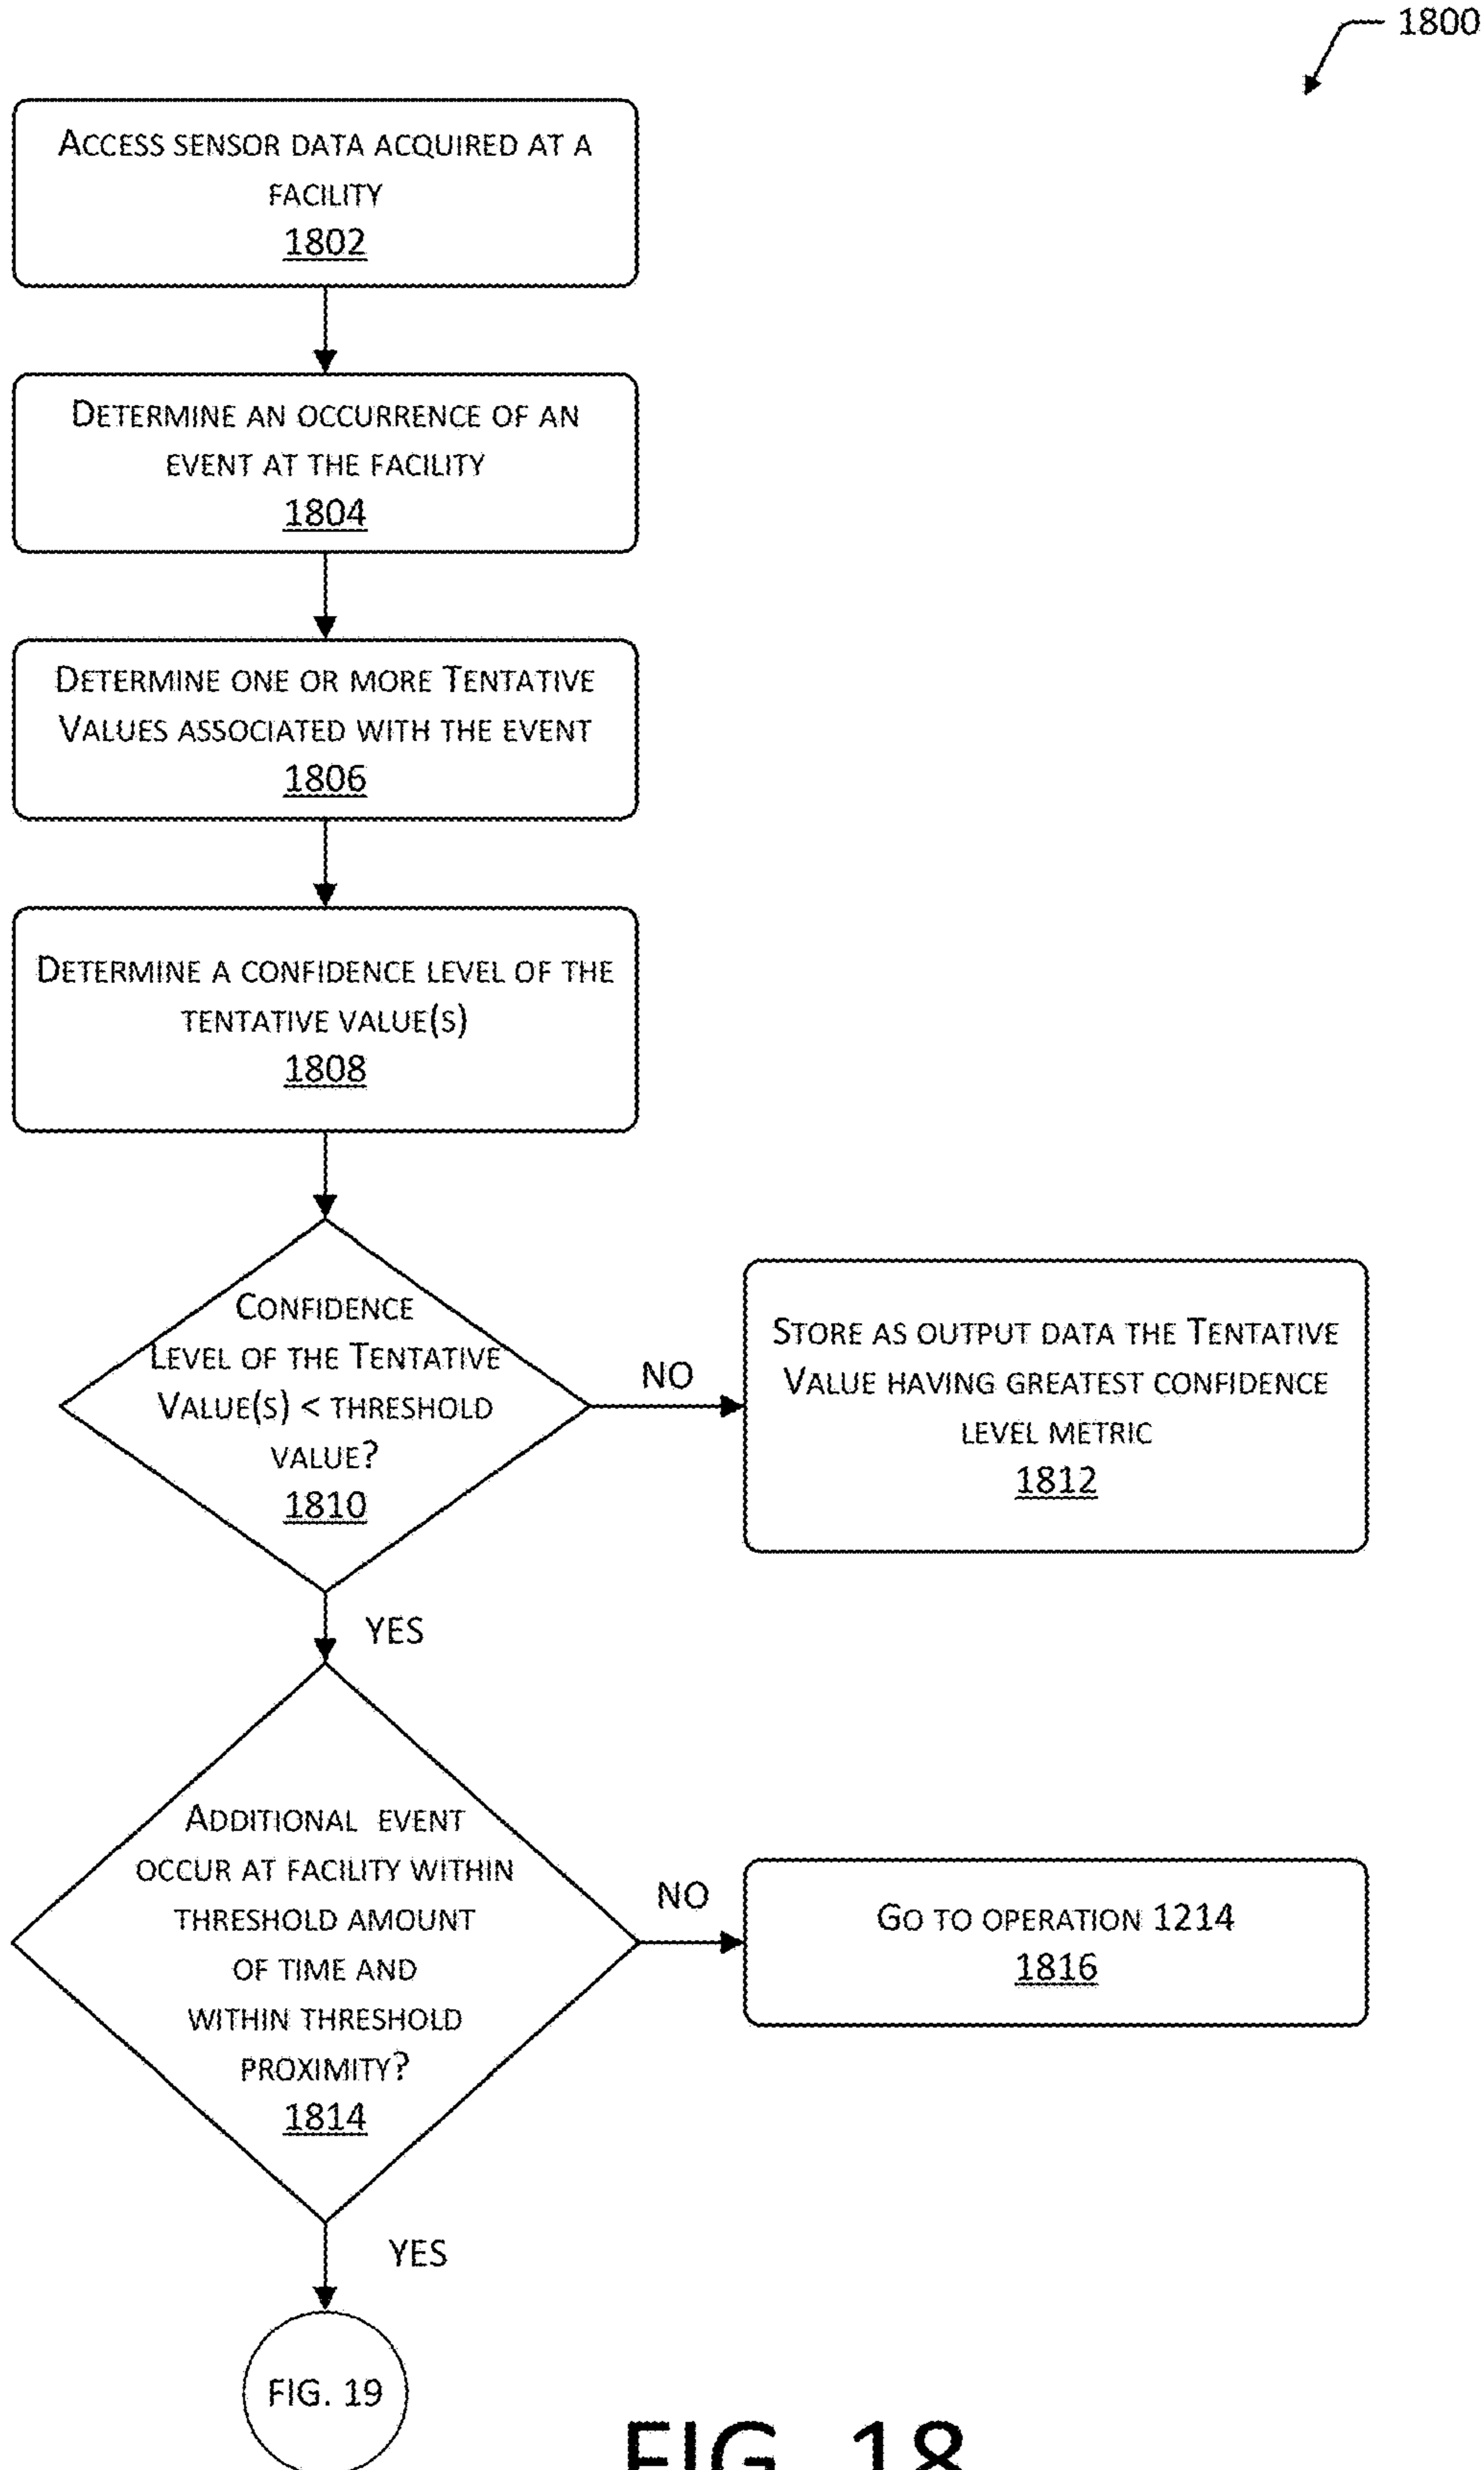 1800
ACCESS SENSOR DATA ACQUIRED AT A
FACILITY
1802
DETERMINE AN OCCURRENCE OF AN
EVENT AT THE FACILITY
1804
DETERMINE ONE OR MORE TENTATIVE
VALUES ASSOCIATED WITH THE EVENT
1806
DETERMINE A CONFIDENCE LEVEL OF THE
TENTATIVE VALUE(S)
1808
CONFIDENCE
LEVEL OF THE TENTATIVE
VALUE(S) < THRESHOLD
VALUE?
1810
NO
STORE AS OUTPUT DATA THE TENTATIVE
VALUE HAVING GREATEST CONFIDENCE
LEVEL METRIC
1812
YES
ADDITIONAL EVENT
OCCUR AT FACILITY WITHIN
THRESHOLD AMOUNT
OF TIME AND
WITHIN THRESHOLD
PROXIMITY?
1814
NO
GO TO OPERATION 1214
1816
YES
FIG. 19
FIG. 18